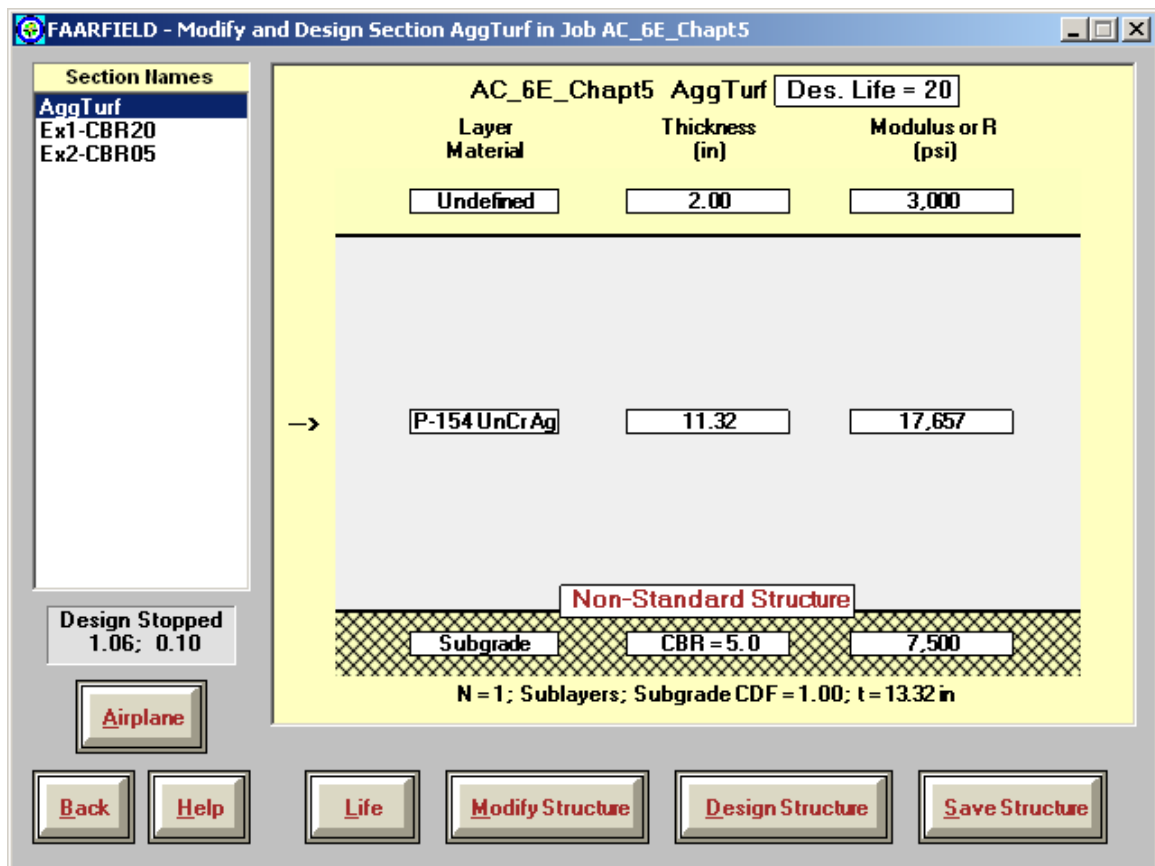 FAARFIELD - Modify and Design Section AggTurf in Job AC_6E_Chapt5
Section Names
AggTurf
Ex1-CBR20
Ex2-CBR05
Design Stopped
1.06; 0.10
Airplane
Back
Help
AC_6E_Chapt5 AggTurf Des. Life = 20
Layer Material Thickness (in) Modulus or R (psi)
Undefined 2.00 3,000
--> P-154 UnCrAg 11.32 17,657
Non-Standard Structure
Subgrade CBR = 5.0 7,500
N = 1; Sublayers; Subgrade CDF = 1.00; t = 13.32 in
Life
Modify Structure
Design Structure
Save Structure